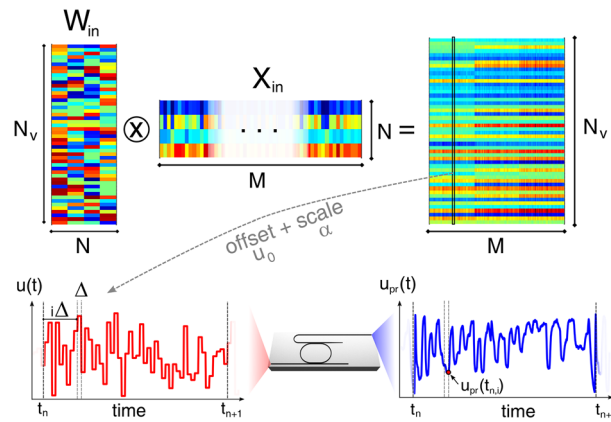 W_in
X_in
N_v
ⓧ
. . .
N
=
N_v
N
M
M
offset + scale
u_0
α
u(t)
Δ
iΔ
u_pr(t)
u_pr(t_n,i)
t_n
time
t_n+1
t_n
time
t_n+